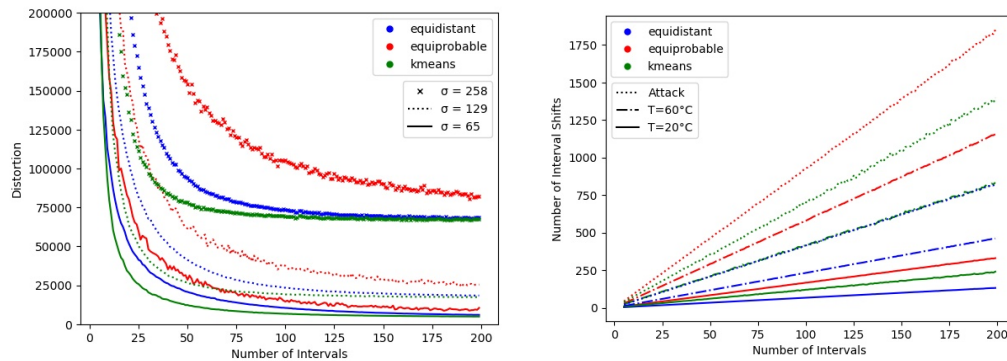 200000
175000
150000
125000
100000
75000
50000
25000
0
Distortion
0 25 50 75 100 125 150 175 200
Number of Intervals
equidistant
equiprobable
kmeans
σ = 258
σ = 129
σ = 65
1750
1500
1250
1000
750
500
250
0
Number of Interval Shifts
0 25 50 75 100 125 150 175 200
Number of Intervals
equidistant
equiprobable
kmeans
Attack
T=60°C
T=20°C